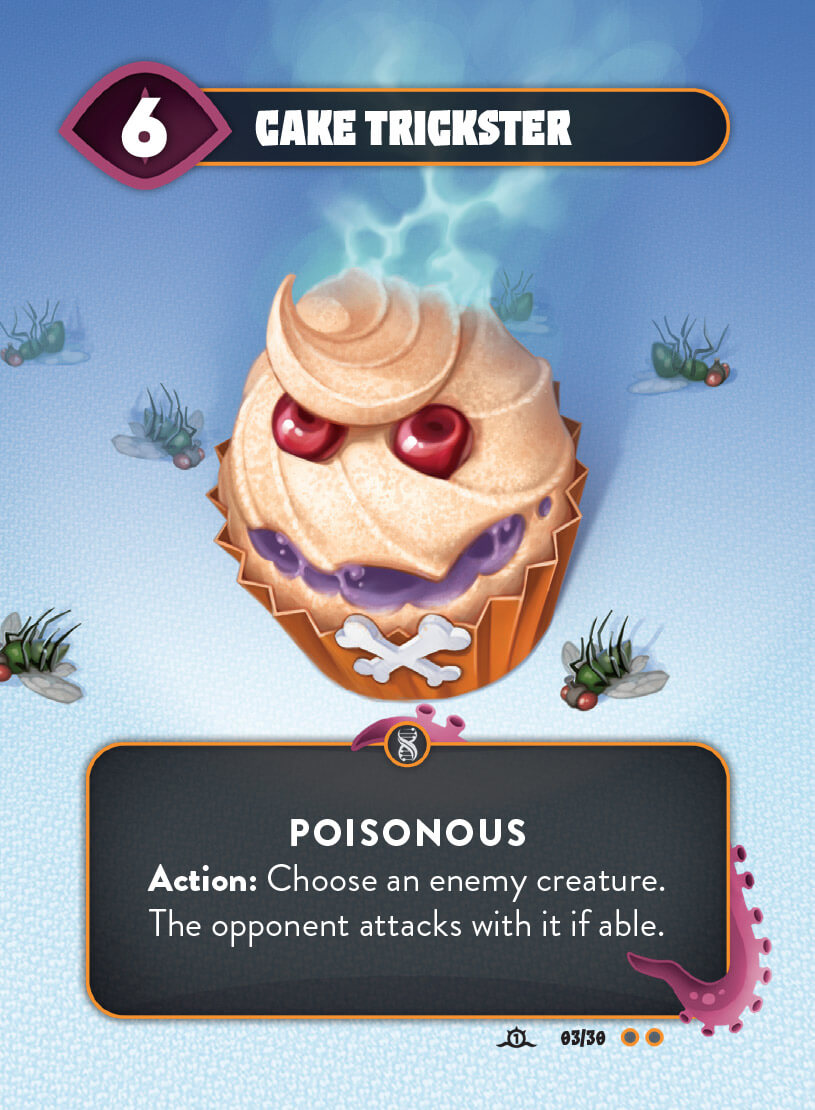 6
CAKE TRICKSTER
POISONOUS
Action: Choose an enemy creature.
The opponent attacks with it if able.
1
03/30